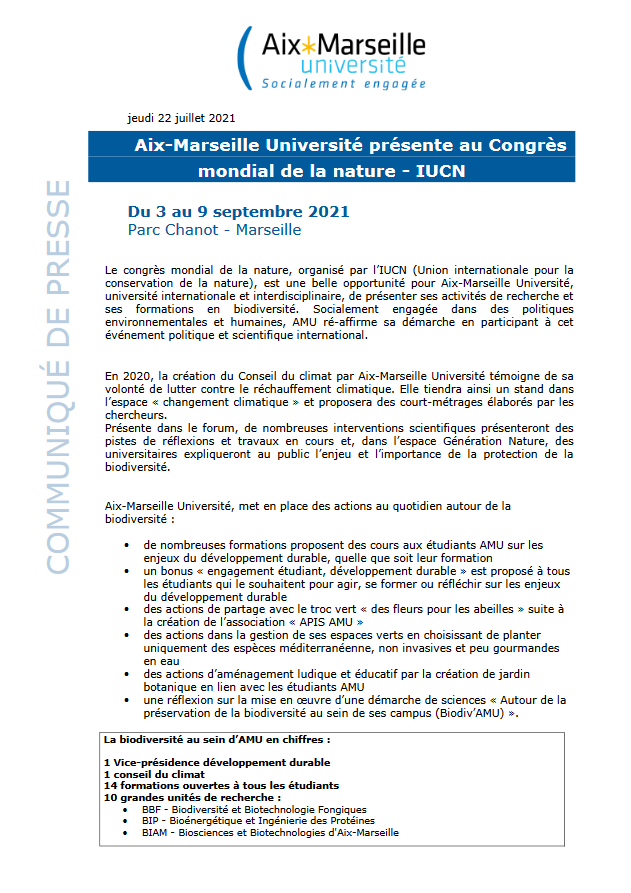 Aix*Marseille
université
Socialement engagée
jeudi 22 juillet 2021
Aix-Marseille Université présente au Congrès
mondial de la nature - IUCN
COMMUNIQUÉ DE PRESSE
Du 3 au 9 septembre 2021
Parc Chanot - Marseille
Le congrès mondial de la nature, organisé par l'IUCN (Union internationale pour la
conservation de la nature), est une belle opportunité pour Aix-Marseille Université,
université internationale et interdisciplinaire, de présenter ses activités de recherche et
ses formations en biodiversité. Socialement engagée dans des politiques
environnementales et humaines, AMU ré-affirme sa démarche en participant à cet
événement politique et scientifique international.
En 2020, la création du Conseil du climat par Aix-Marseille Université témoigne de sa
volonté de lutter contre le réchauffement climatique. Elle tiendra ainsi un stand dans
l'espace « changement climatique » et proposera des court-métrages élaborés par les
chercheurs.
Présente dans le forum, de nombreuses interventions scientifiques présenteront des
pistes de réflexions et travaux en cours et, dans l'espace Génération Nature, des
universitaires expliqueront au public l'enjeu et l'importance de la protection de la
biodiversité.
Aix-Marseille Université, met en place des actions au quotidien autour de la
biodiversité :
• de nombreuses formations proposent des cours aux étudiants AMU sur les
enjeux du développement durable, quelle que soit leur formation
• un bonus « engagement étudiant, développement durable » est proposé à tous
les étudiants qui le souhaitent pour agir, se former ou réfléchir sur les enjeux
du développement durable
• des actions de partage avec le troc vert « des fleurs pour les abeilles » suite à
la création de l'association « APIS AMU »
• des actions dans la gestion de ses espaces verts en choisissant de planter
uniquement des espèces méditerranéenne, non invasives et peu gourmandes
en eau
• des actions d'aménagement ludique et éducatif par la création de jardin
botanique en lien avec les étudiants AMU
• une réflexion sur la mise en œuvre d'une démarche de sciences « Autour de la
préservation de la biodiversité au sein de ses campus (Biodiv'AMU) ».
La biodiversité au sein d'AMU en chiffres :
1 Vice-présidence développement durable
1 conseil du climat
14 formations ouvertes à tous les étudiants
10 grandes unités de recherche :
• BBF - Biodiversité et Biotechnologie Fongiques
• BIP - Bioénergétique et Ingénierie des Protéines
• BIAM - Biosciences et Biotechnologies d'Aix-Marseille